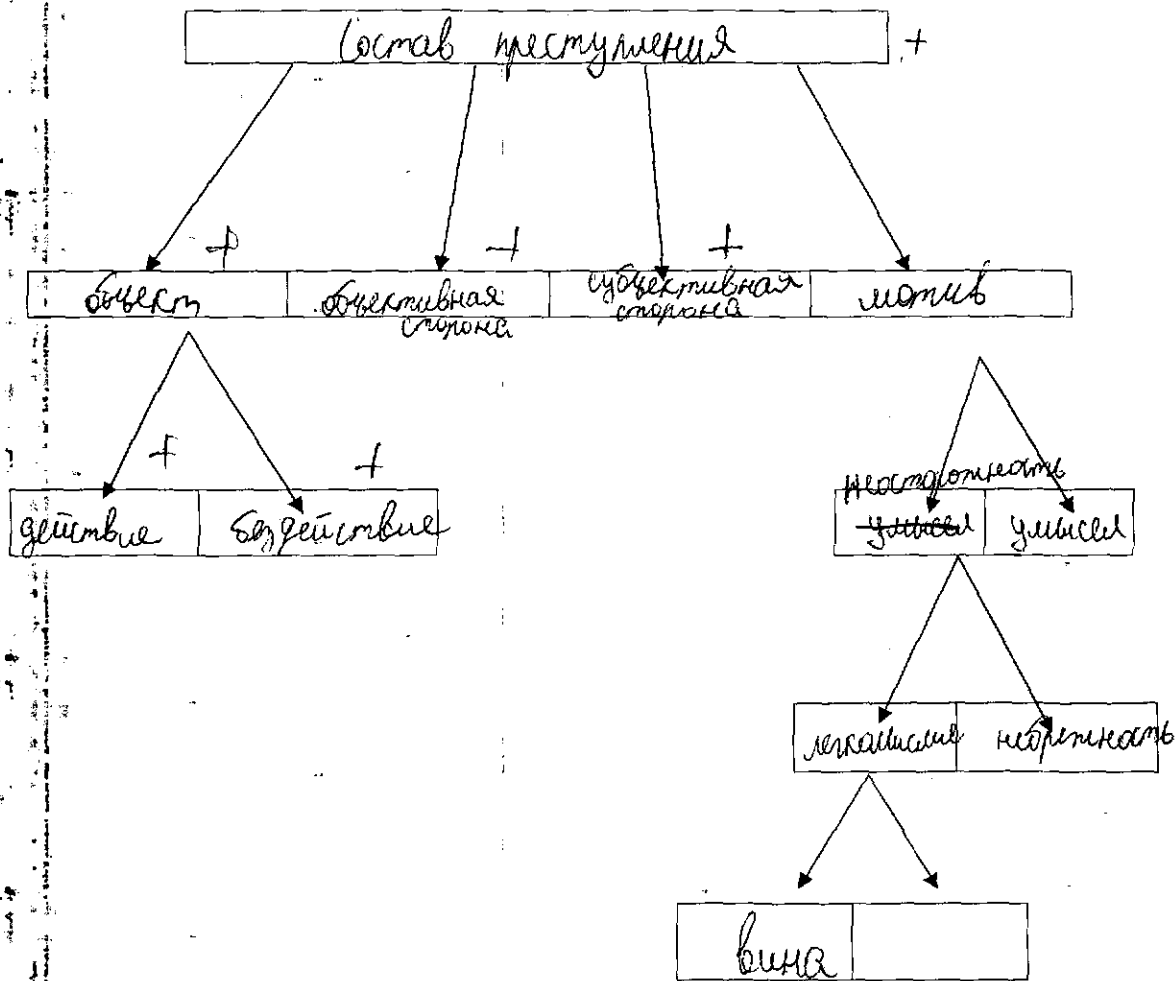 Состав преступления +
+ + +
объект объективная сторона субъективная сторона мотив
+ +
неосторожность
действие бездействие умысел умысел
легкомыслие небрежность
вина